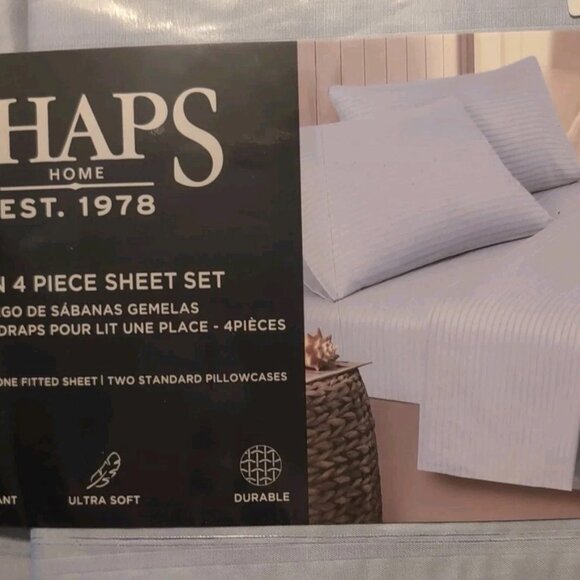 HAPS
HOME
EST. 1978
N 4 PIECE SHEET SET
EGO DE SÁBANAS GEMELAS
DRAPS POUR LIT UNE PLACE - 4PIÈCES
ONE FITTED SHEET | TWO STANDARD PILLOWCASES
ANT
ULTRA SOFT
DURABLE